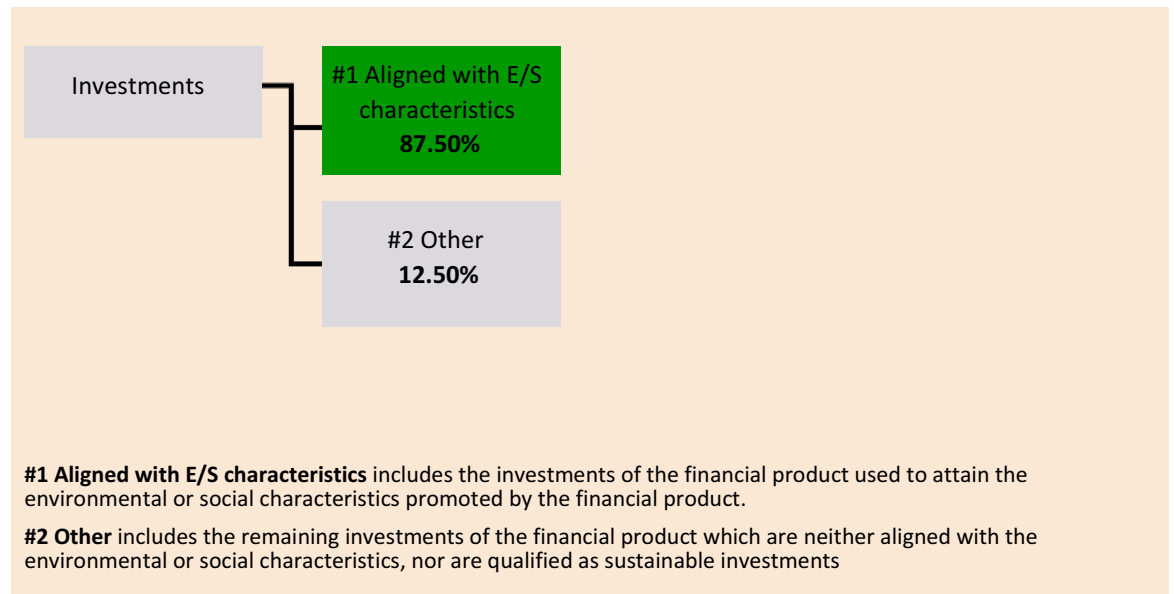 Investments
#1 Aligned with E/S
characteristics
87.50%
#2 Other
12.50%
#1 Aligned with E/S characteristics includes the investments of the financial product used to attain the
environmental or social characteristics promoted by the financial product.
#2 Other includes the remaining investments of the financial product which are neither aligned with the
environmental or social characteristics, nor are qualified as sustainable investments